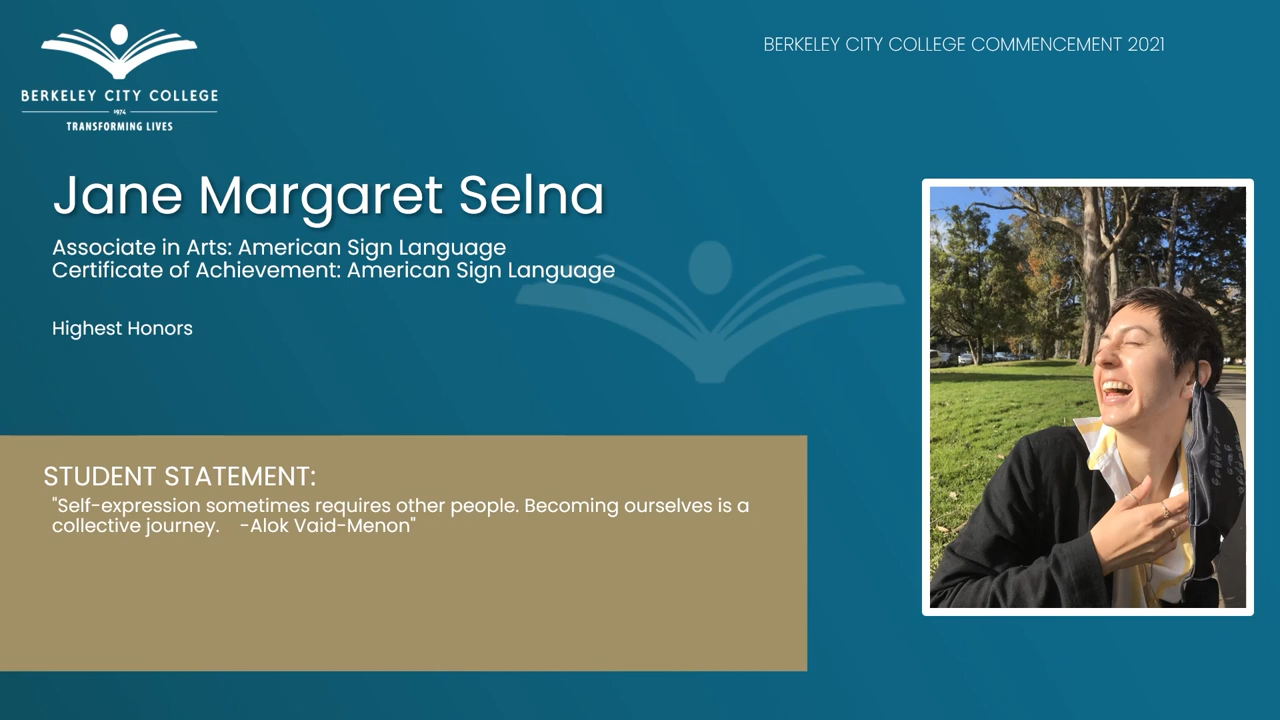 BERKELEY CITY COLLEGE
1974
TRANSFORMING LIVES
BERKELEY CITY COLLEGE COMMENCEMENT 2021
Jane Margaret Selna
Associate in Arts: American Sign Language
Certificate of Achievement: American Sign Language
Highest Honors
STUDENT STATEMENT:
"Self-expression sometimes requires other people. Becoming ourselves is a
collective journey.    -Alok Vaid-Menon"